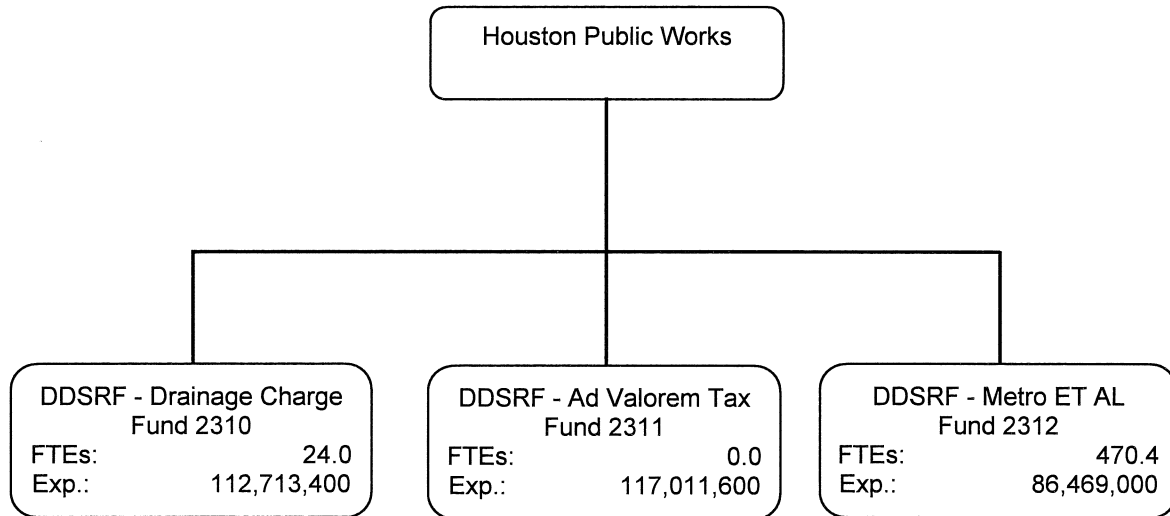 Houston Public Works
DDSRF - Drainage Charge
Fund 2310
FTEs: 24.0
Exp.: 112,713,400
DDSRF - Ad Valorem Tax
Fund 2311
FTEs: 0.0
Exp.: 117,011,600
DDSRF - Metro ET AL
Fund 2312
FTEs: 470.4
Exp.: 86,469,000